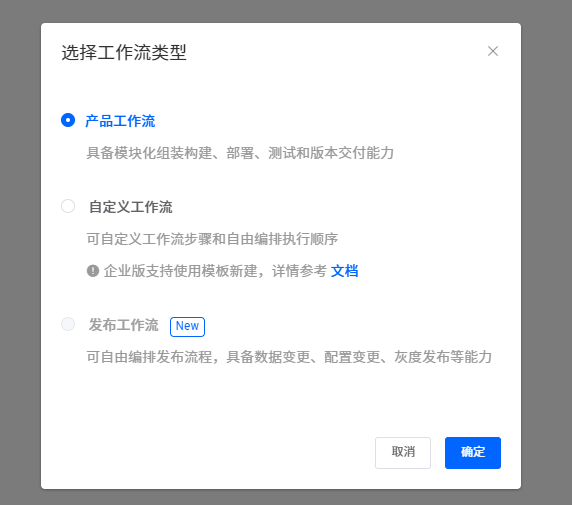 选择工作流类型
产品工作流
具备模块化组装构建、部署、测试和版本交付能力
自定义工作流
可自定义工作流步骤和自由编排执行顺序
企业版支持使用模板新建，详情参考 文档
发布工作流 New
可自由编排发布流程，具备数据变更、配置变更、灰度发布等能力
取消 确定